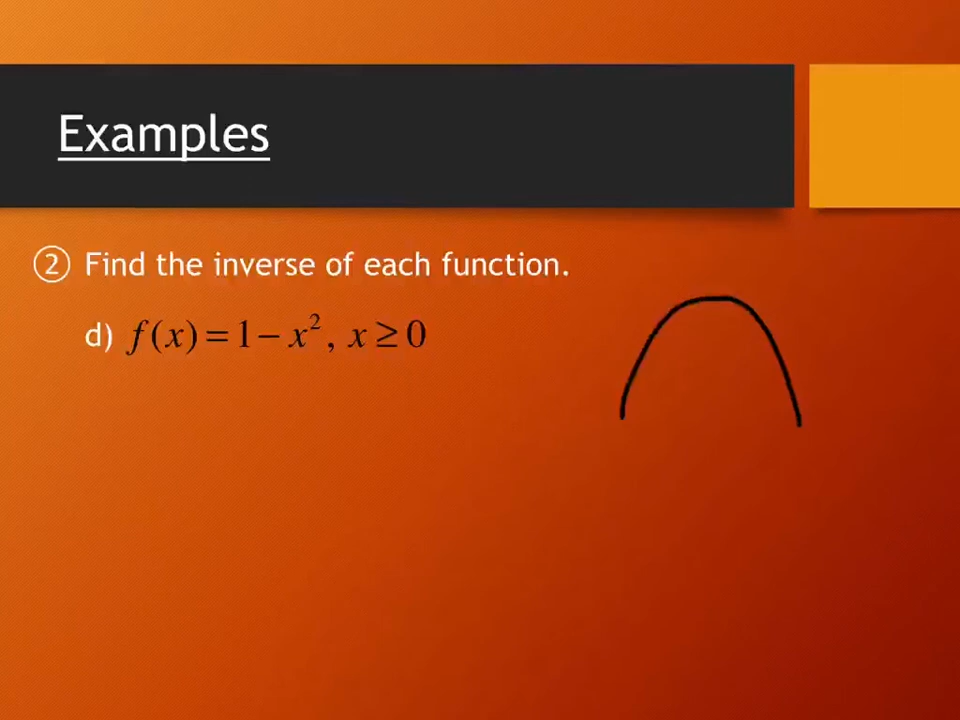 Examples
② Find the inverse of each function.
d) f(x) = 1 − x², x ≥ 0